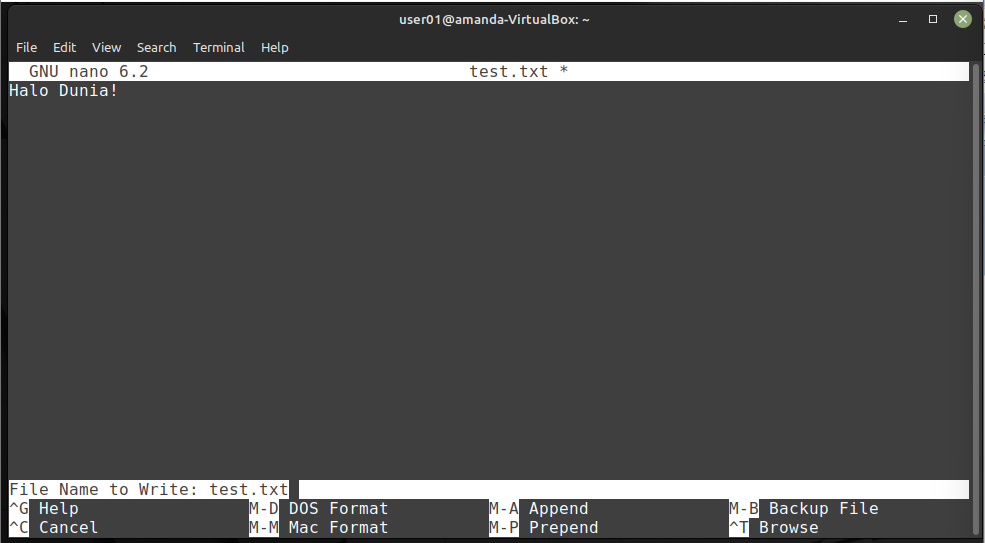 user01@amanda-VirtualBox: ~
File Edit View Search Terminal Help
GNU nano 6.2 test.txt *
Halo Dunia!
File Name to Write: test.txt
^G Help M-D DOS Format M-A Append M-B Backup File
^C Cancel M-M Mac Format M-P Prepend ^T Browse